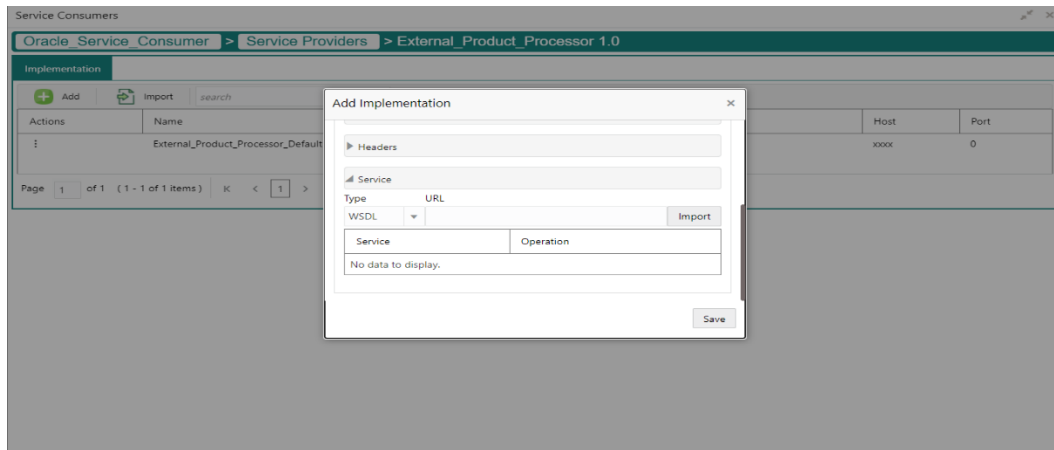 Service Consumers
Oracle_Service_Consumer > Service Providers > External_Product_Processor 1.0
Implementation
Add Import search
Actions Name Host Port
External_Product_Processor_Default xxxx 0
Page 1 of 1 (1 - 1 of 1 items) K < 1 >
Add Implementation ×
Headers
Service
Type URL
WSDL Import
Service Operation
No data to display.
Save